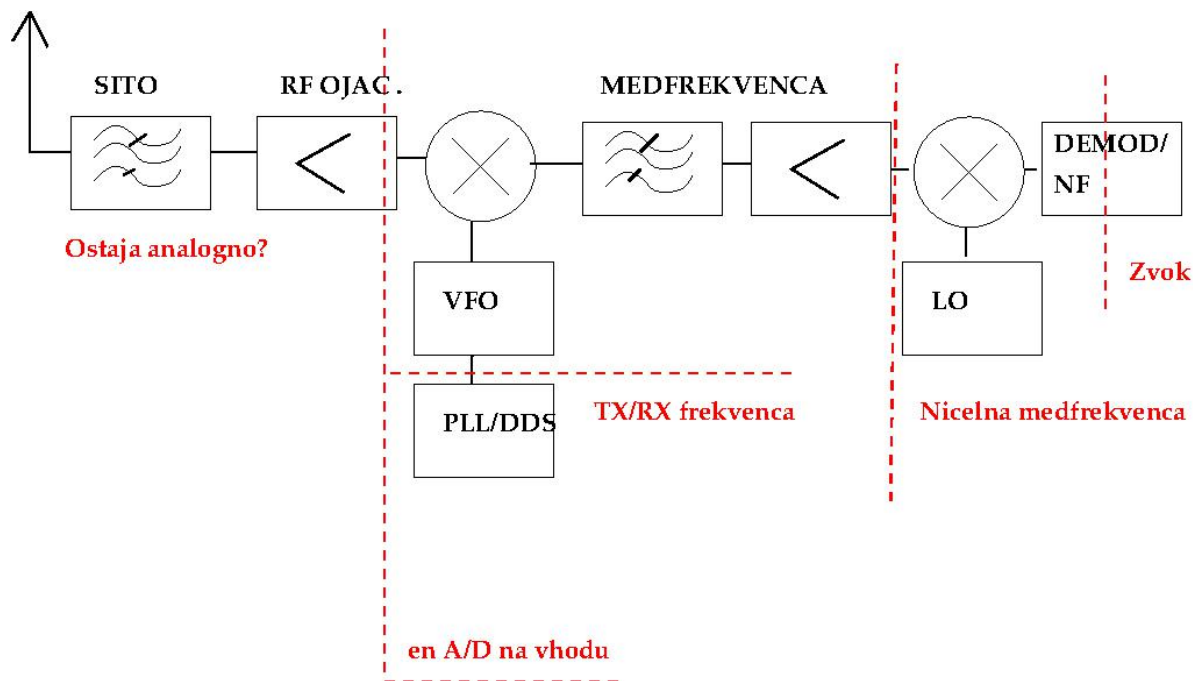 SITO
RF OJAC .
MEDFREKVENCA
DEMOD/
NF
Ostaja analogno?
Zvok
VFO
LO
TX/RX frekvenca
Nicelna medfrekvenca
PLL/DDS
en A/D na vhodu